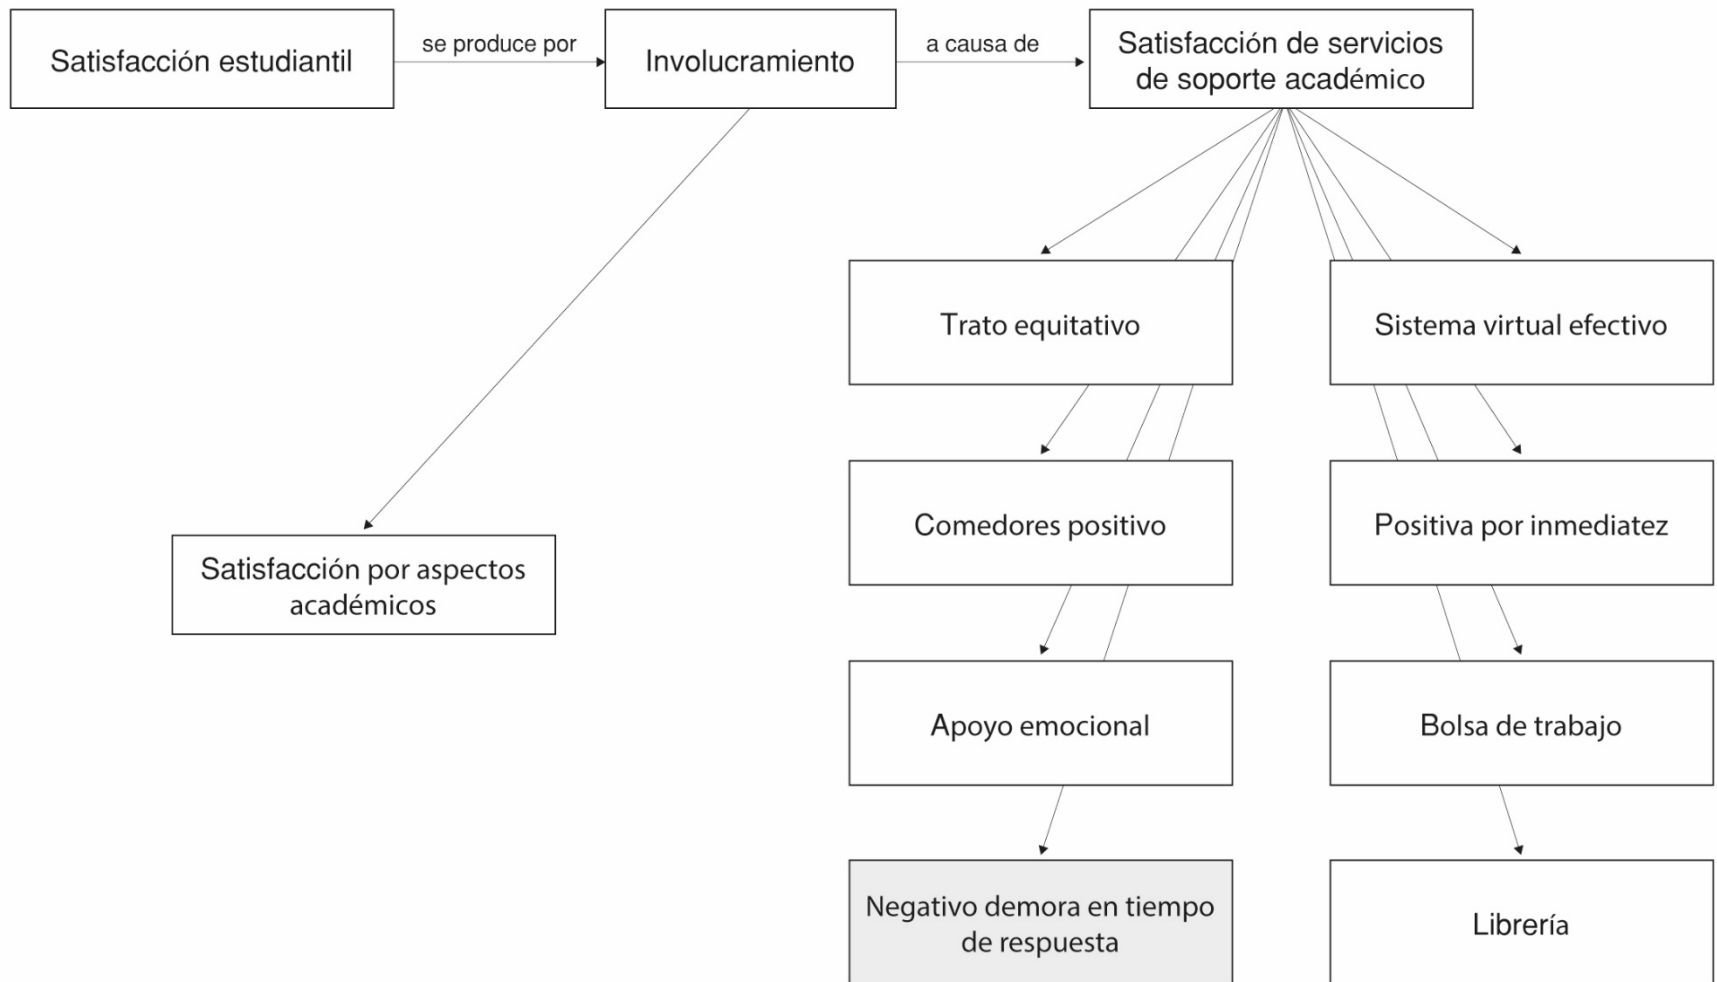 Satisfacción estudiantil
se produce por
Involucramiento
a causa de
Satisfacción de servicios
de soporte académico
Trato equitativo
Sistema virtual efectivo
Comedores positivo
Positiva por inmediatez
Satisfacción por aspectos
académicos
Apoyo emocional
Bolsa de trabajo
Negativo demora en tiempo
de respuesta
Librería